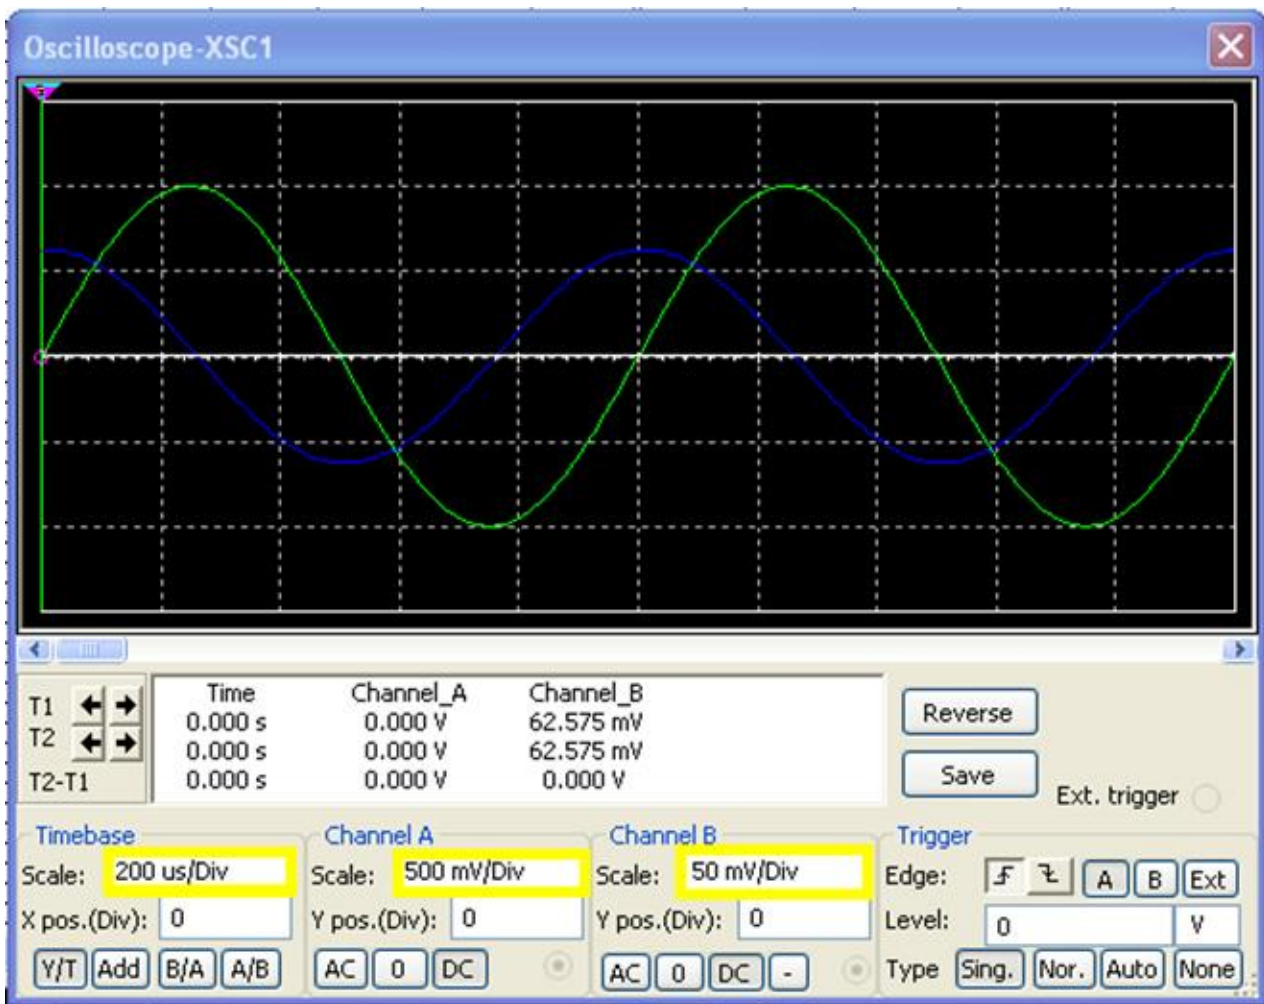 Oscilloscope-XSC1
Time Channel_A Channel_B
T1 0.000 s 0.000 V 62.575 mV
T2 0.000 s 0.000 V 62.575 mV
T2-T1 0.000 s 0.000 V 0.000 V
Reverse
Save
Ext. trigger
Timebase
Scale: 200 us/Div
X pos.(Div): 0
Y/T Add B/A A/B
Channel A
Scale: 500 mV/Div
Y pos.(Div): 0
AC 0 DC
Channel B
Scale: 50 mV/Div
Y pos.(Div): 0
AC 0 DC -
Trigger
Edge: A B Ext
Level: 0 V
Type Sing. Nor. Auto None